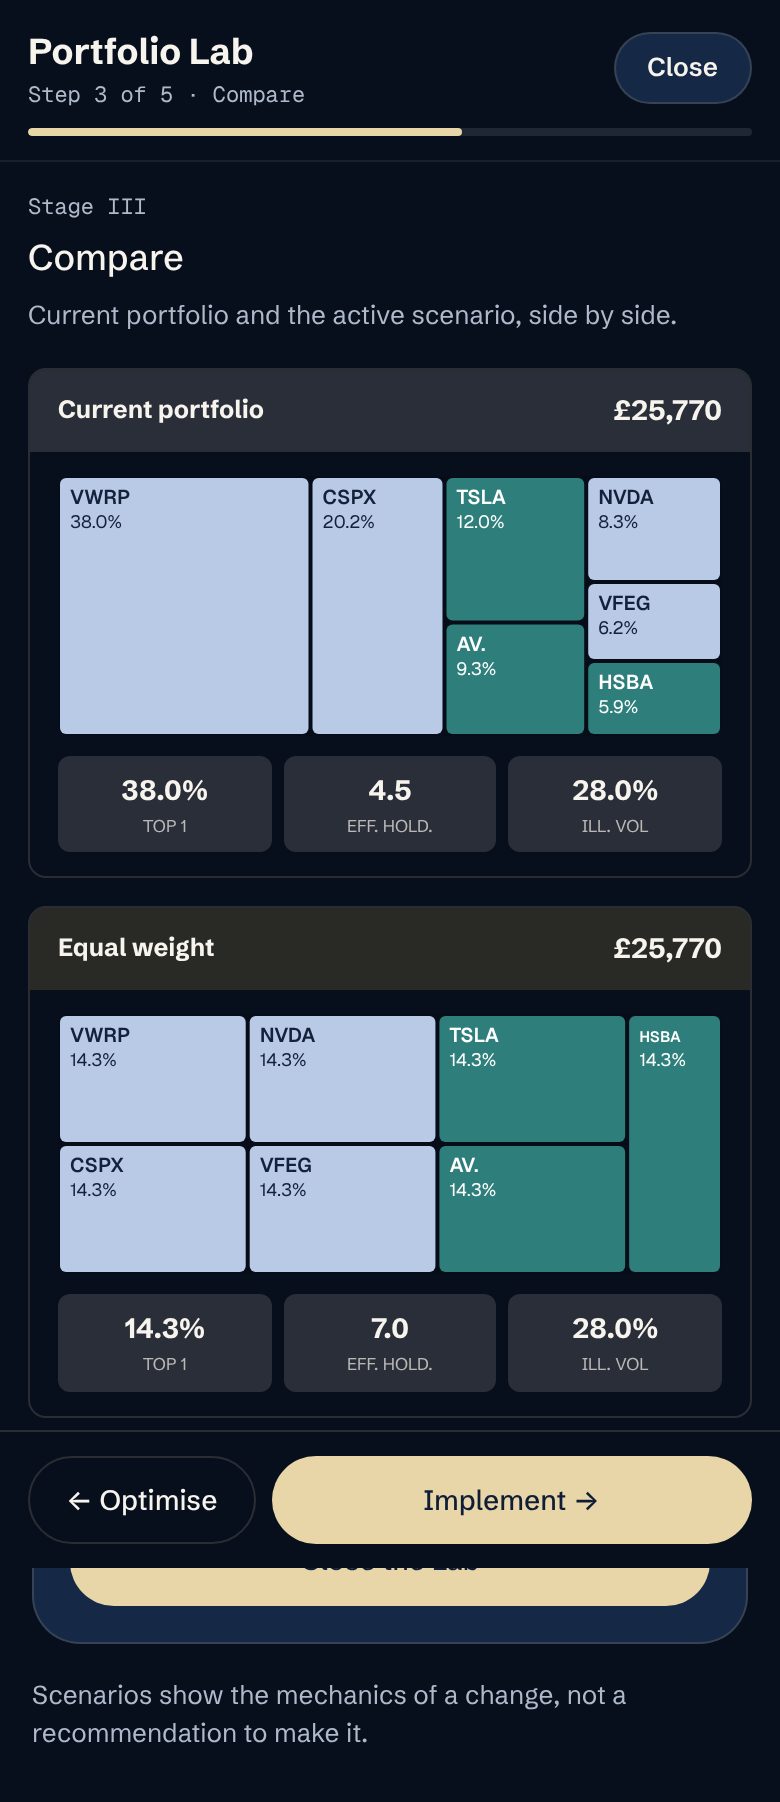 Portfolio Lab
Close
Step 3 of 5 · Compare
Stage III
Compare
Current portfolio and the active scenario, side by side.
Current portfolio
£25,770
VWRP
38.0%
CSPX
20.2%
TSLA
12.0%
AV.
9.3%
NVDA
8.3%
VFEG
6.2%
HSBA
5.9%
38.0%
TOP 1
4.5
EFF. HOLD.
28.0%
ILL. VOL
Equal weight
£25,770
VWRP
14.3%
NVDA
14.3%
TSLA
14.3%
HSBA
14.3%
CSPX
14.3%
VFEG
14.3%
AV.
14.3%
14.3%
TOP 1
7.0
EFF. HOLD.
28.0%
ILL. VOL
← Optimise
Implement →
Scenarios show the mechanics of a change, not a
recommendation to make it.